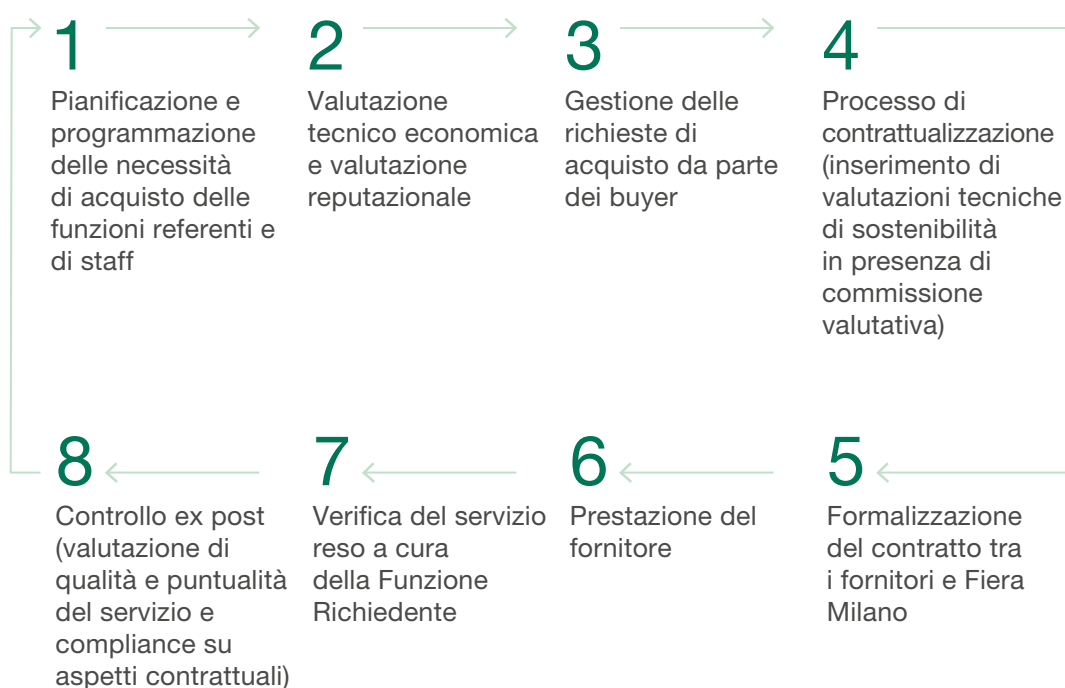 1
Pianificazione e
programmazione
delle necessità
di acquisto delle
funzioni referenti e
di staff
2
Valutazione
tecnico economica
e valutazione
reputazionale
3
Gestione delle
richieste di
acquisto da parte
dei buyer
4
Processo di
contrattualizzazione
(inserimento di
valutazioni tecniche
di sostenibilità
in presenza di
commissione
valutativa)
5
Formalizzazione
del contratto tra
i fornitori e Fiera
Milano
6
Prestazione del
fornitore
7
Verifica del servizio
reso a cura
della Funzione
Richiedente
8
Controllo ex post
(valutazione di
qualità e puntualità
del servizio e
compliance su
aspetti contrattuali)